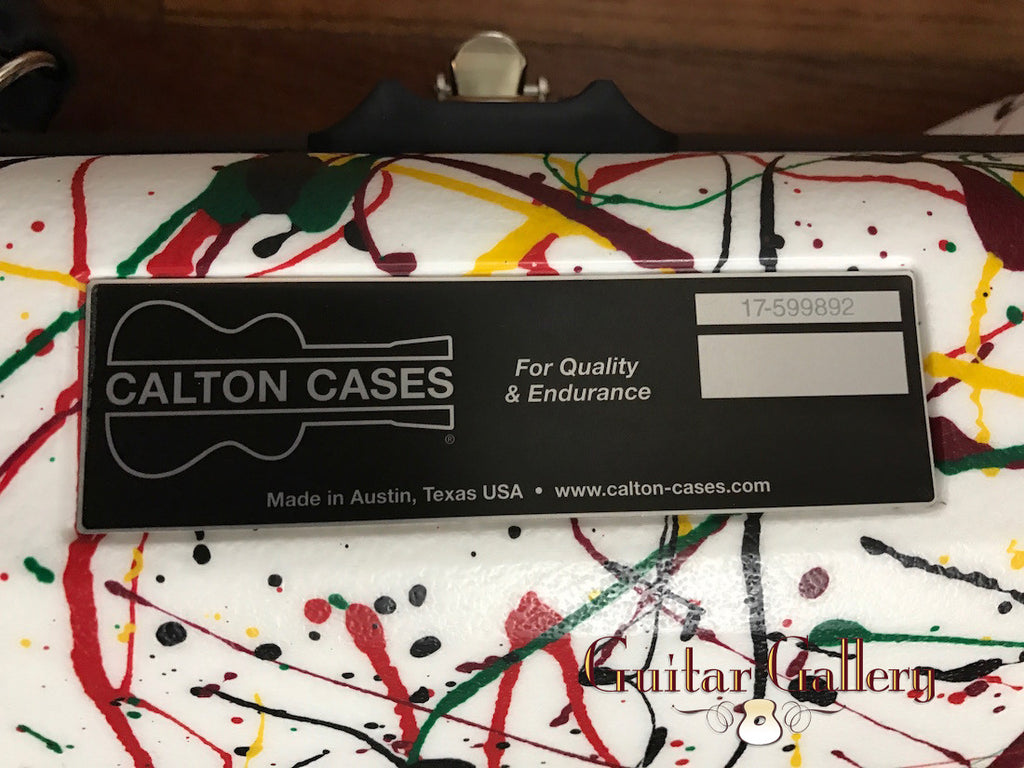 17-599892
CALTON CASES
®
For Quality
& Endurance
Made in Austin, Texas USA • www.calton-cases.com
Guitar Gallery